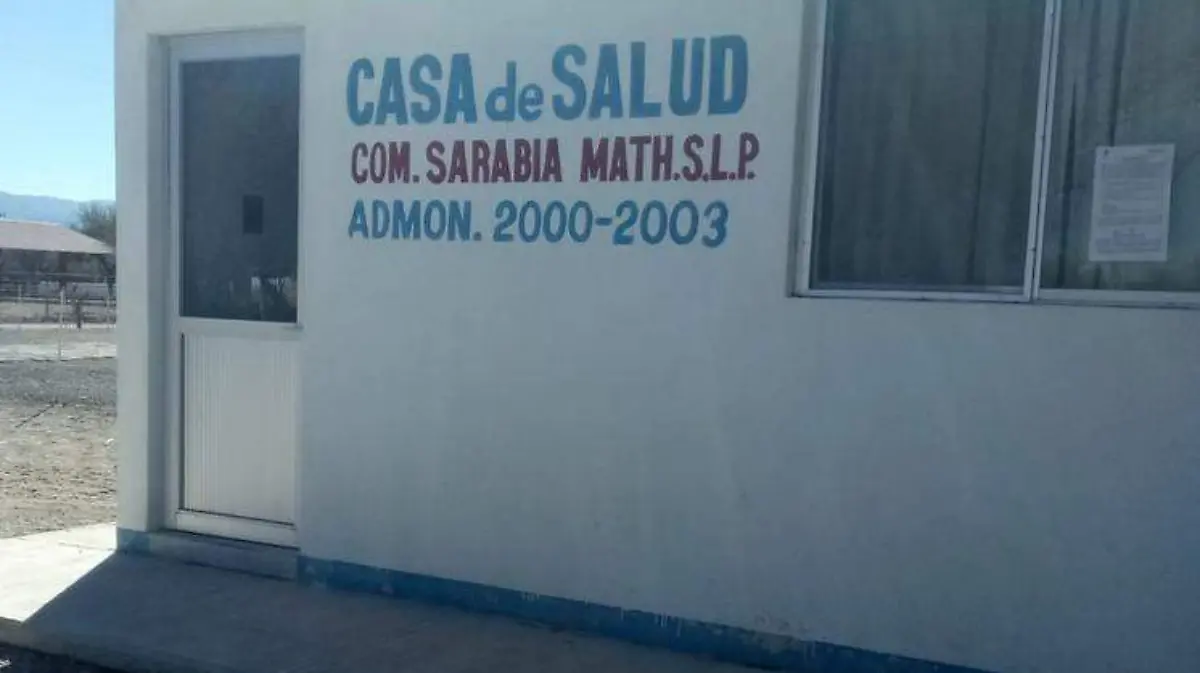 CASA de SALUD
COM. SARABIA MATH.S.L.P.
ADMON. 2000-2003